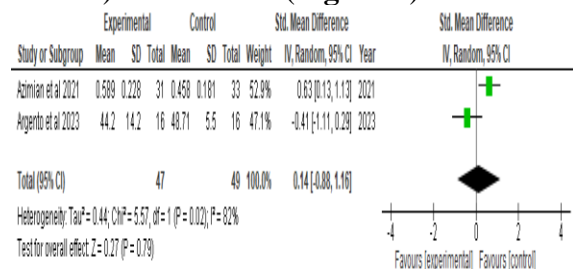 Experimental Control Std. Mean Difference Std. Mean Difference
Study or Subgroup Mean SD Total Mean SD Total Weight IV, Random, 95% CI Year IV, Random, 95% CI
Azimian et al 2021 0.589 0.228 31 0.458 0.181 33 52.9% 0.63 [0.13, 1.13] 2021
Argento et al 2023 44.2 14.2 16 48.71 5.5 16 47.1% -0.41 [-1.11, 0.29] 2023
Total (95% CI) 47 49 100.0% 0.14 [-0.88, 1.16]
Heterogeneity: Tau² = 0.44; Chi² = 5.57, df = 1 (P = 0.02); I² = 82%
Test for overall effect: Z = 0.27 (P = 0.79)
-4 -2 0 2 4
Favours [experimental] Favours [control]